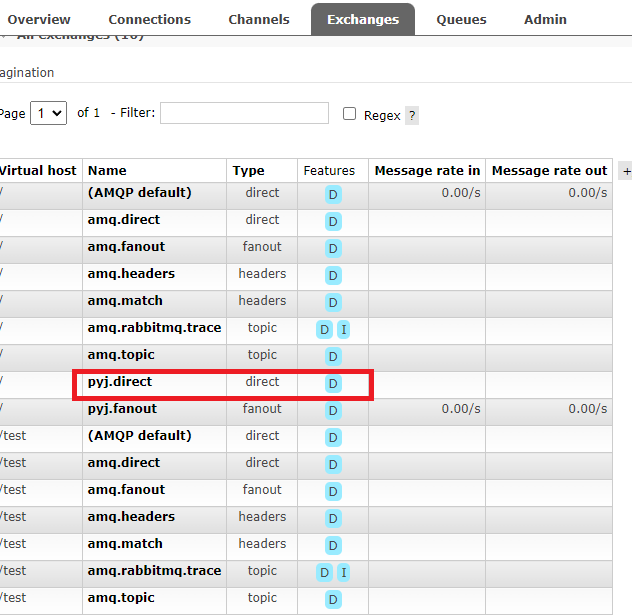 Overview Connections Channels Exchanges Queues Admin
All exchanges (16)
agination
Page 1 of 1 - Filter: Regex ?
Virtual host Name Type Features Message rate in Message rate out +
/ (AMQP default) direct D 0.00/s 0.00/s
/ amq.direct direct D
/ amq.fanout fanout D
/ amq.headers headers D
/ amq.match headers D
/ amq.rabbitmq.trace topic D I
/ amq.topic topic D
/ pyj.direct direct D
/ pyj.fanout fanout D 0.00/s 0.00/s
/test (AMQP default) direct D
/test amq.direct direct D
/test amq.fanout fanout D
/test amq.headers headers D
/test amq.match headers D
/test amq.rabbitmq.trace topic D I
/test amq.topic topic D